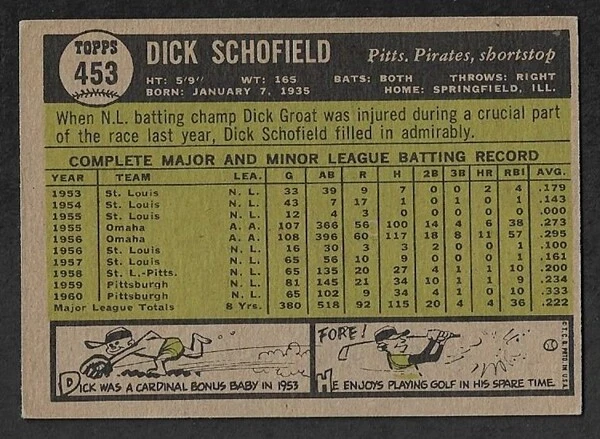 TOPPS
453
DICK SCHOFIELD
Pitts. Pirates, shortstop
HT: 5'9" WT: 165 BATS: BOTH THROWS: RIGHT
BORN: JANUARY 7, 1935 HOME: SPRINGFIELD, ILL.
When N.L. batting champ Dick Groat was injured during a crucial part
of the race last year, Dick Schofield filled in admirably.
COMPLETE MAJOR AND MINOR LEAGUE BATTING RECORD
YEAR TEAM LEA. G AB R H 2B 3B HR RBI AVG.
1953 St. Louis N. L. 33 39 9 7 0 0 2 4 .179
1954 St. Louis N. L. 43 7 17 1 0 1 0 1 .143
1955 St. Louis N. L. 12 4 3 0 0 0 0 0 .000
1955 Omaha A. A. 107 366 56 100 14 4 6 38 .273
1956 Omaha A. A. 108 396 60 117 18 8 11 57 .295
1956 St. Louis N. L. 16 30 3 3 2 0 0 1 .100
1957 St. Louis N. L. 65 56 10 9 0 0 0 1 .161
1958 St. L.-Pitts. N. L. 65 135 20 27 4 1 1 10 .200
1959 Pittsburgh N. L. 81 145 21 34 10 1 1 9 .234
1960 Pittsburgh N. L. 65 102 9 34 4 1 0 10 .333
Major League Totals 8 Yrs. 380 518 92 115 20 4 4 36 .222
DICK WAS A CARDINAL BONUS BABY IN 1953
FORE!
HE ENJOYS PLAYING GOLF IN HIS SPARE TIME.
© T.C.G. PRTD. IN U.S.A.